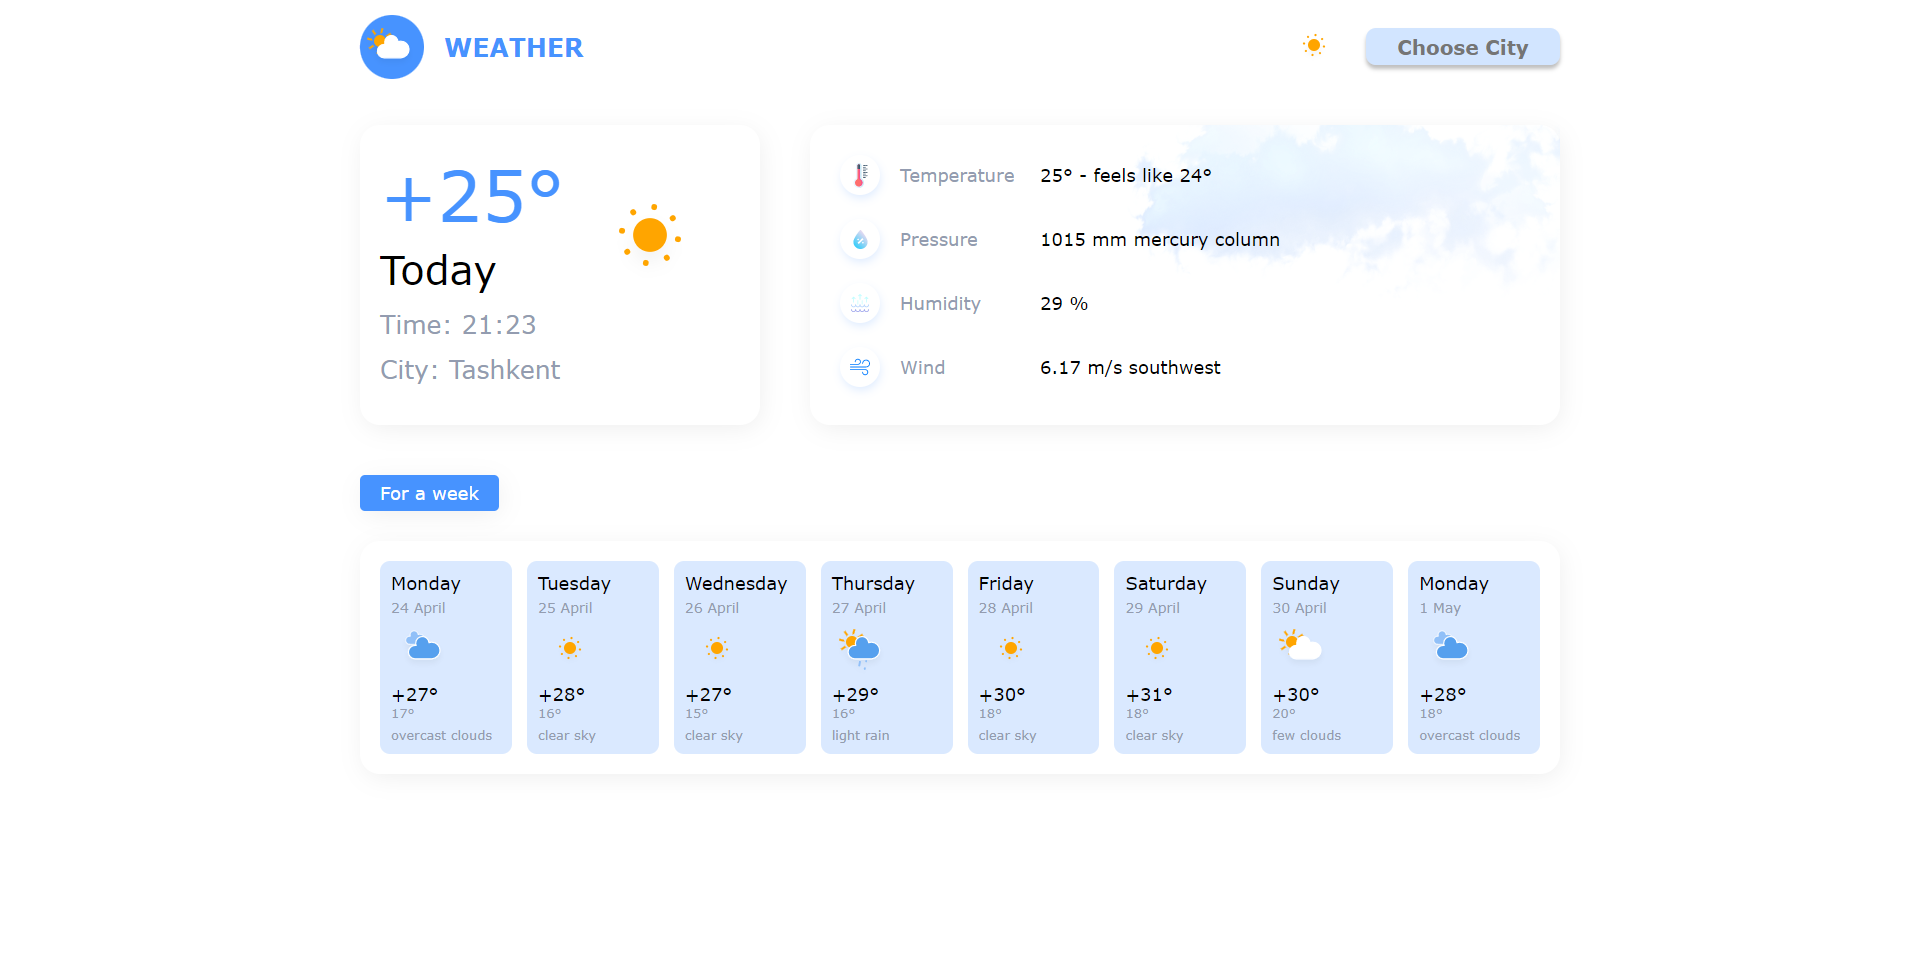 WEATHER
Choose City
+25°
Today
Time: 21:23
City: Tashkent
Temperature 25° - feels like 24°
Pressure 1015 mm mercury column
Humidity 29 %
Wind 6.17 m/s southwest
For a week
Monday
24 April
+27°
17°
overcast clouds
Tuesday
25 April
+28°
16°
clear sky
Wednesday
26 April
+27°
15°
clear sky
Thursday
27 April
+29°
16°
light rain
Friday
28 April
+30°
18°
clear sky
Saturday
29 April
+31°
18°
clear sky
Sunday
30 April
+30°
20°
few clouds
Monday
1 May
+28°
18°
overcast clouds